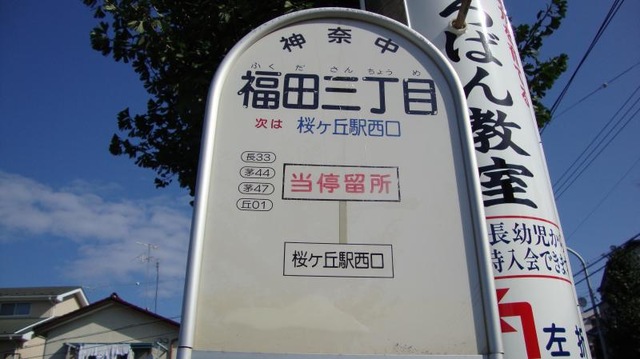 神奈中
ふくださんちょうめ
福田三丁目
次は 桜ヶ丘駅西口
長33
茅44
茅47
丘01
当停留所
桜ヶ丘駅西口
ばん教室
長 幼児か
時入会でき
左折